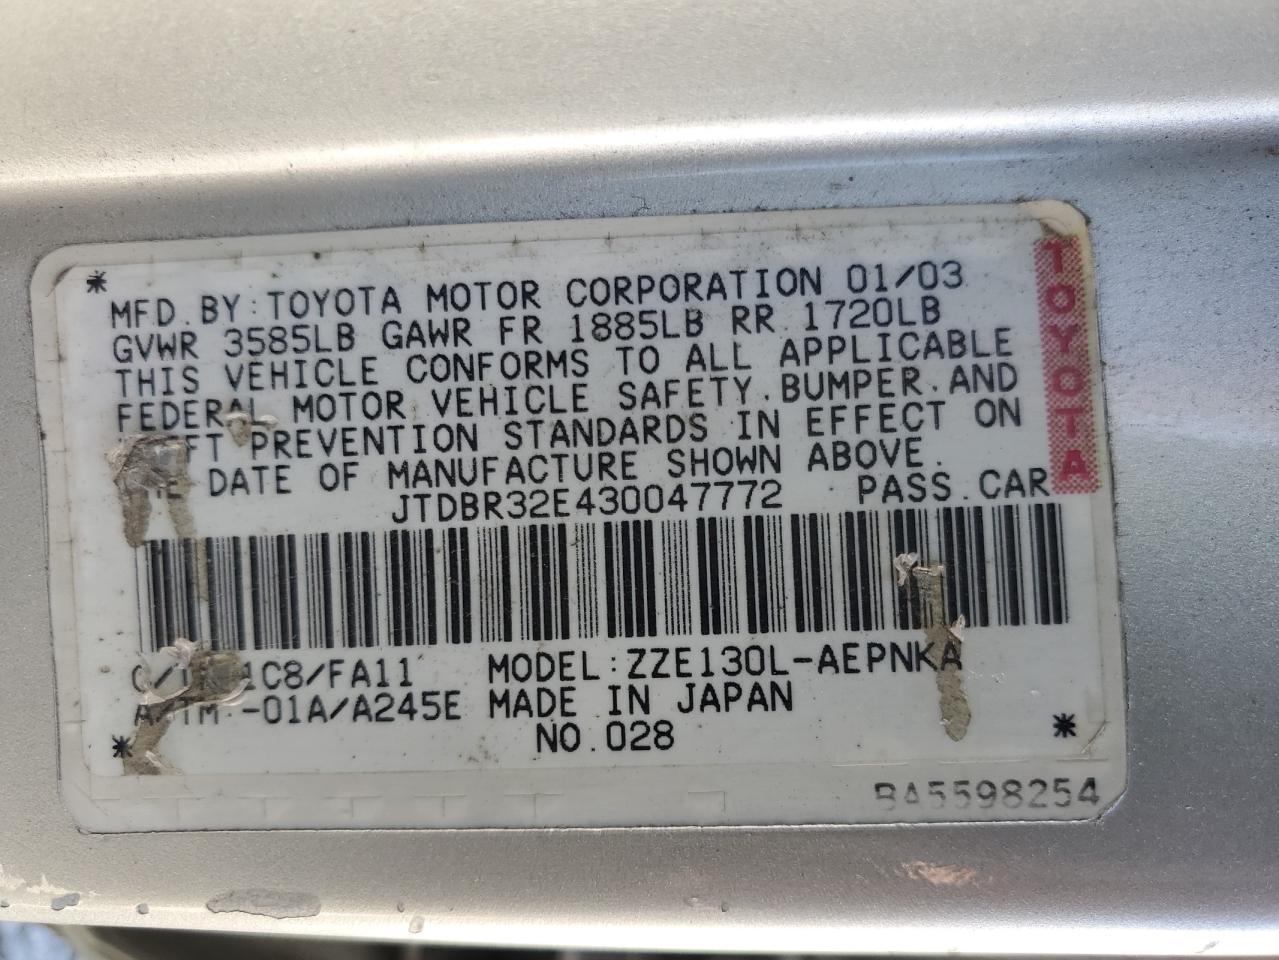 MFD. BY: TOYOTA MOTOR CORPORATION 01/03
GVWR 3585LB GAWR FR 1885LB RR 1720LB
THIS VEHICLE CONFORMS TO ALL APPLICABLE
FEDERAL MOTOR VEHICLE SAFETY. BUMPER. AND
PREVENTION STANDARDS IN EFFECT ON
DATE OF MANUFACTURE SHOWN ABOVE.
JTDBR32E430047772 PASS. CAR
TOYOTA
1C8/FA11 MODEL: ZZE130L-AEPNKA
-01A/A245E MADE IN JAPAN
* NO. 028 *
BA5598254